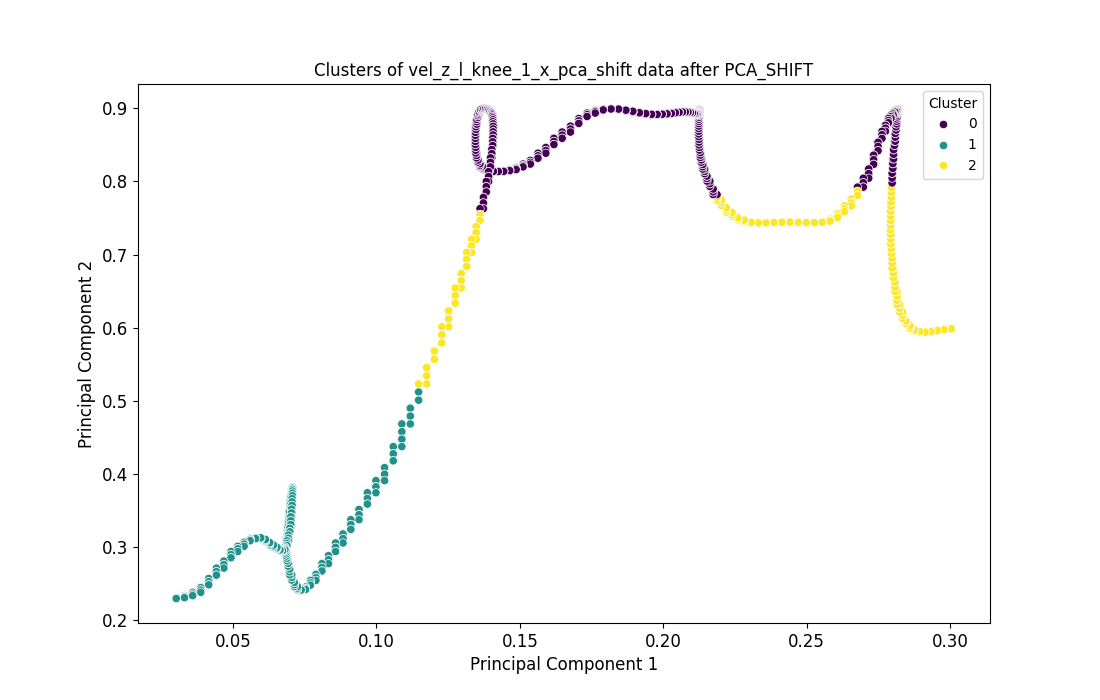 Clusters of vel_z_l_knee_1_x_pca_shift data after PCA_SHIFT
Cluster
0
1
2
0.9
0.8
0.7
0.6
0.5
0.4
0.3
0.2
Principal Component 2
0.05 0.10 0.15 0.20 0.25 0.30
Principal Component 1